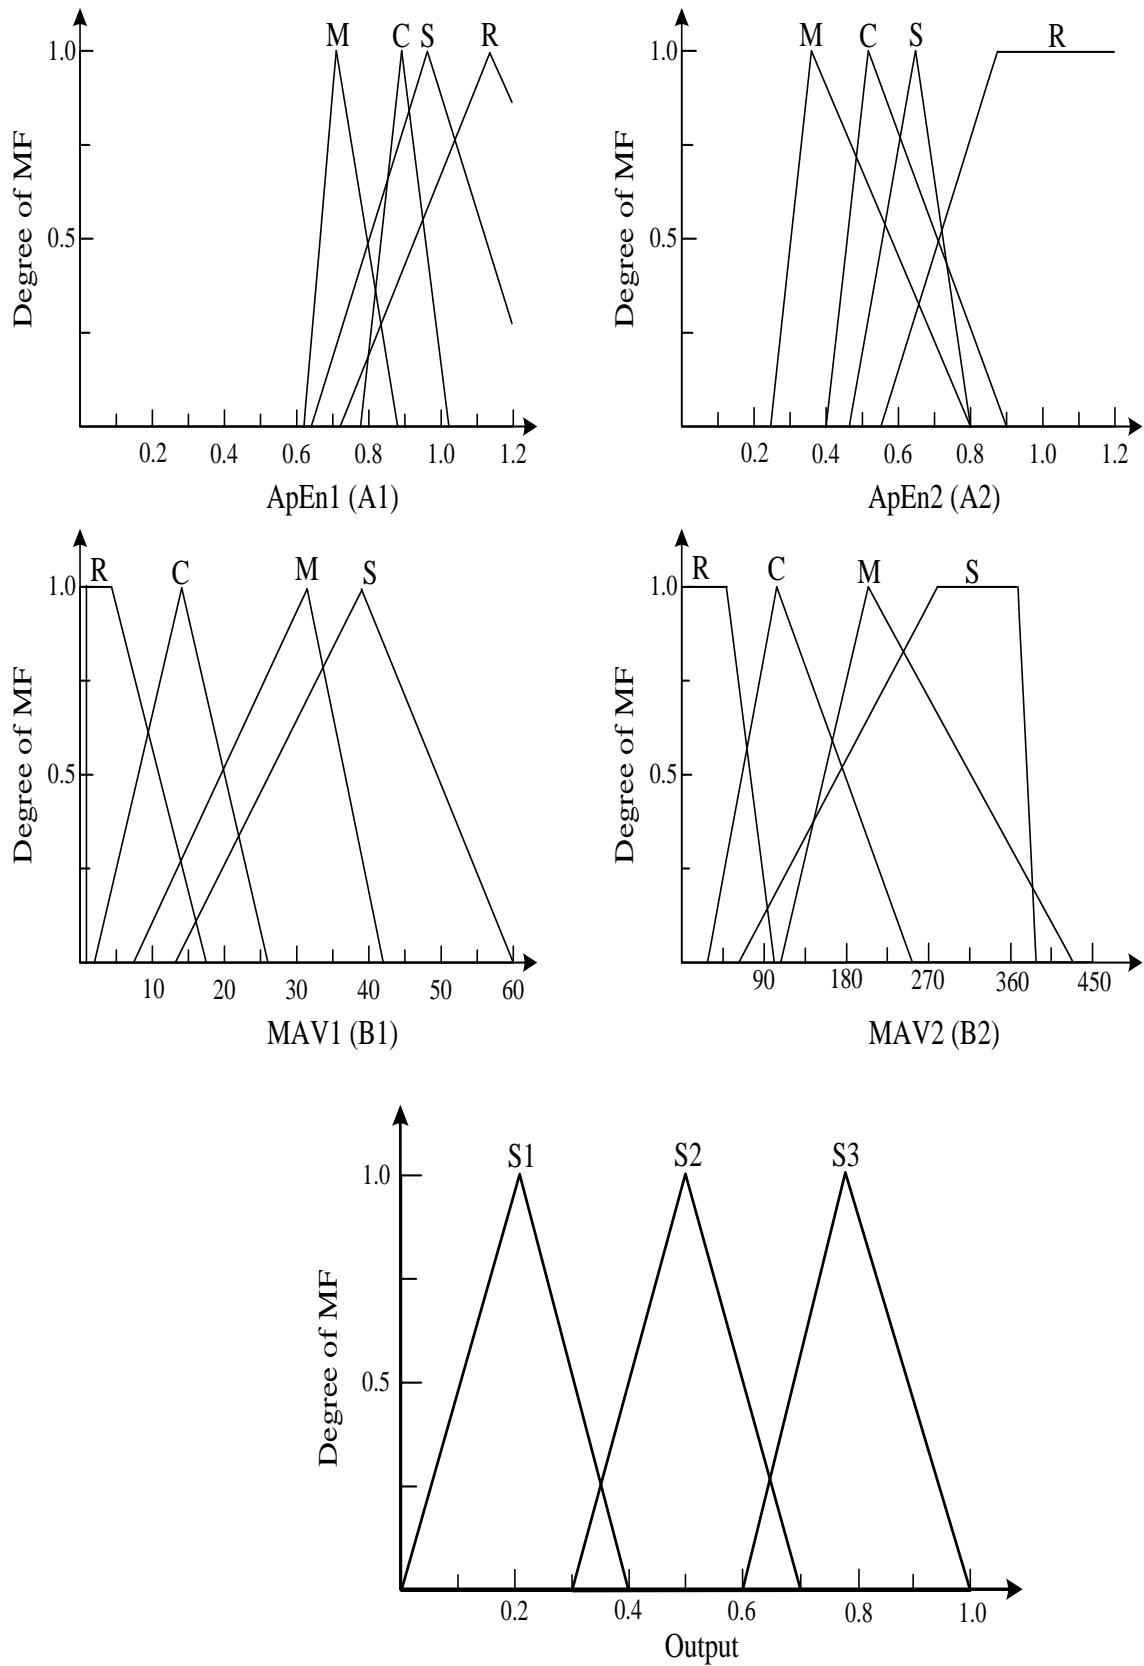 M C S R
1.0
0.5
Degree of MF
0.2 0.4 0.6 0.8 1.0 1.2
ApEn1 (A1)
M C S R
1.0
0.5
Degree of MF
0.2 0.4 0.6 0.8 1.0 1.2
ApEn2 (A2)
R C M S
1.0
0.5
Degree of MF
10 20 30 40 50 60
MAV1 (B1)
R C M S
1.0
0.5
Degree of MF
90 180 270 360 450
MAV2 (B2)
S1 S2 S3
1.0
0.5
Degree of MF
0.2 0.4 0.6 0.8 1.0
Output